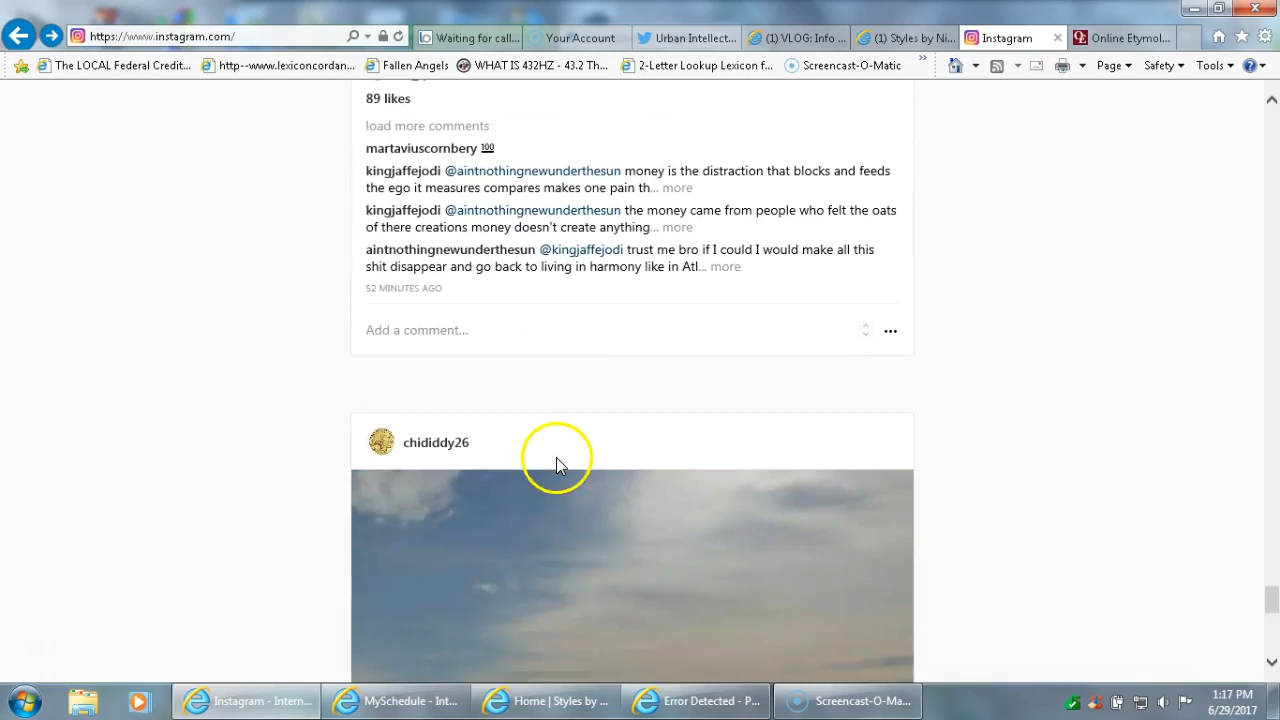 https://www.instagram.com/
Waiting for call...
Your Account
Urban Intellect...
(1) VLOG: Info ...
(1) Styles by Ni...
Instagram
Online Etymol...
The LOCAL Federal Credit...
http--www.lexiconcordan...
Fallen Angels
WHAT IS 432HZ - 43.2 Th...
2-Letter Lookup Lexicon f...
Screencast-O-Matic
Page
Safety
Tools
89 likes
load more comments
martaviuscornbery 100
kingjaffejodi @aintnothingnewunderthesun money is the distraction that blocks and feeds
the ego it measures compares makes one pain th... more
kingjaffejodi @aintnothingnewunderthesun the money came from people who felt the oats
of there creations money doesn't create anything... more
aintnothingnewunderthesun @kingjaffejodi trust me bro if I could I would make all this
shit disappear and go back to living in harmony like in Atl... more
52 MINUTES AGO
Add a comment...
chididdy26
Instagram - Intern...
MySchedule - Int...
Home | Styles by ...
Error Detected - P...
Screencast-O-Ma...
1:17 PM
6/29/2017